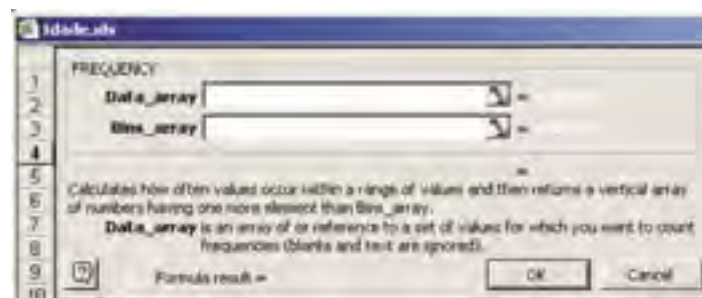 1dade.xls
FREQUENCY
Data_array =
Bins_array =
=
Calculates how often values occur within a range of values and then returns a vertical array
of numbers having one more element than Bins_array.
Data_array is an array of or reference to a set of values for which you want to count
frequencies (blanks and text are ignored).
Formula result =
OK Cancel
1
2
3
4
5
6
7
8
9
10